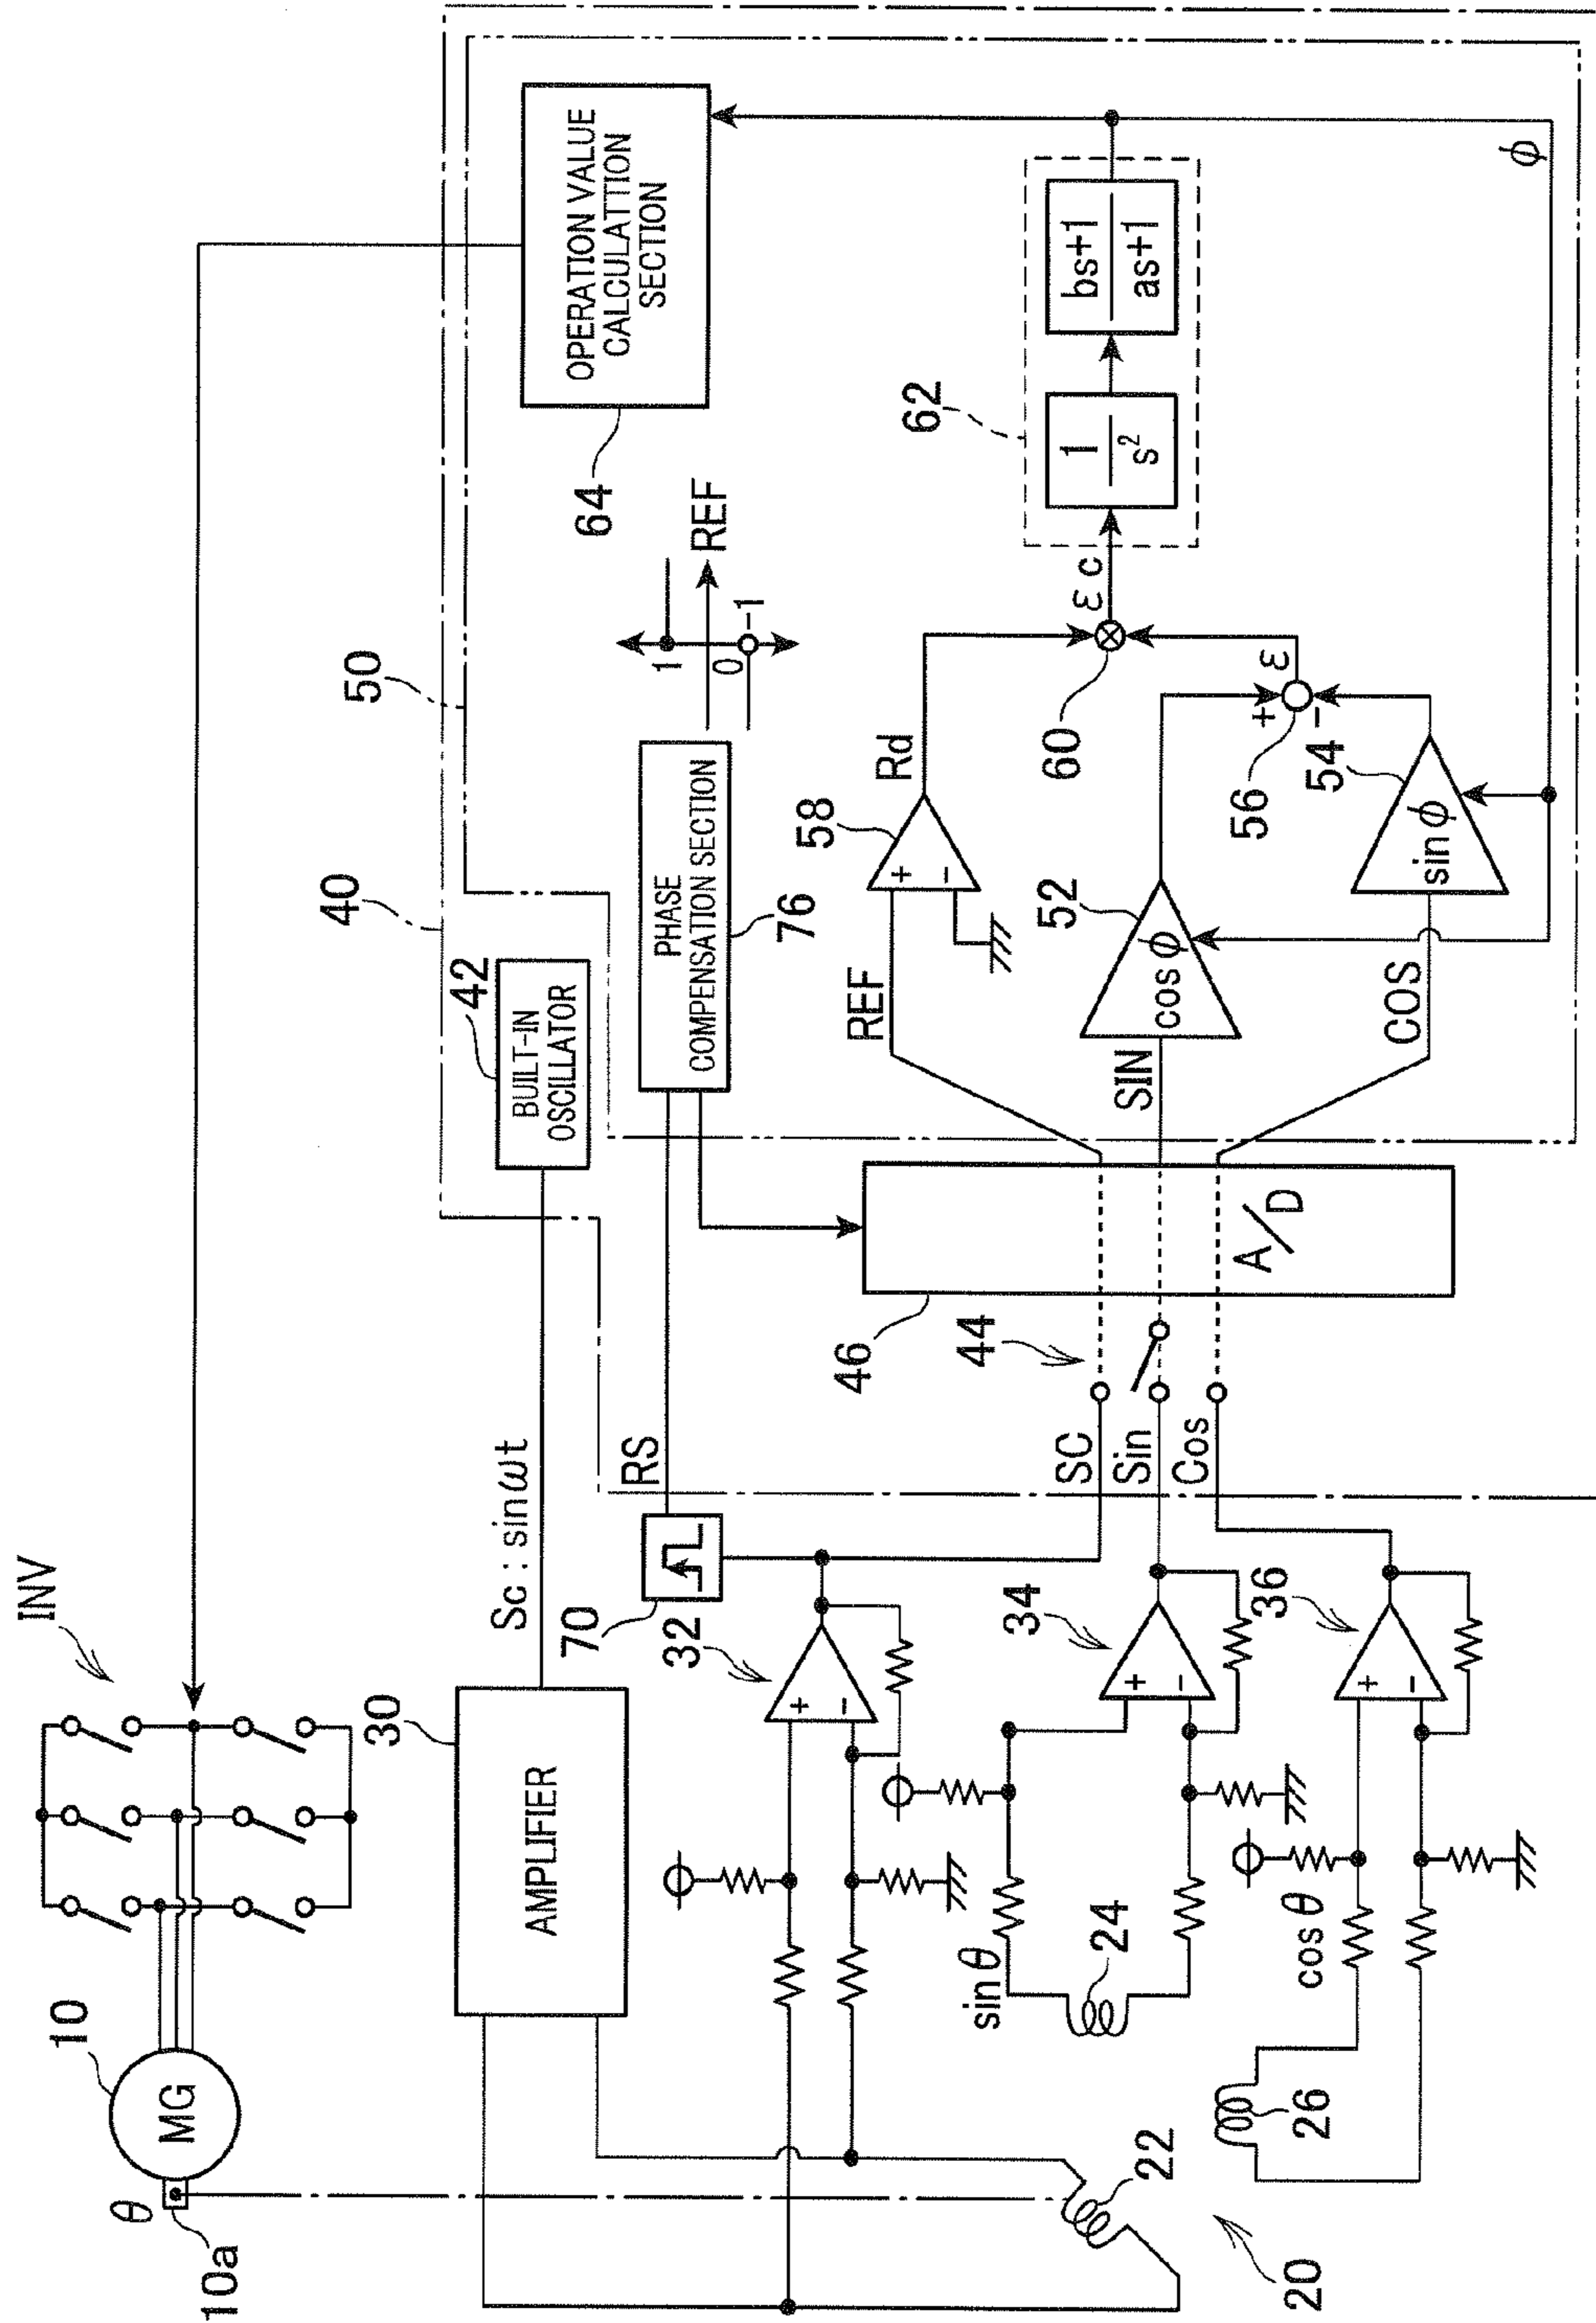 INV
10
MG
θ
10a
30
AMPLIFIER
Sc : sinωt
42
BUILT-IN
OSCILLATOR
40
50
OPERATION VALUE
CALCULATTION
SECTION
64
70
RS
PHASE
COMPENSATION SECTION
76
1
0
-1
REF
32
+
-
SC
Sin
Cos
44
46
A/D
REF
SIN
COS
58
+
-
Rd
52
cos φ
54
sin φ
56
+
-
ε
60
ε c
62
1
s²
bs+1
as+1
φ
sin θ
24
34
+
-
cos θ
26
36
+
-
22
20